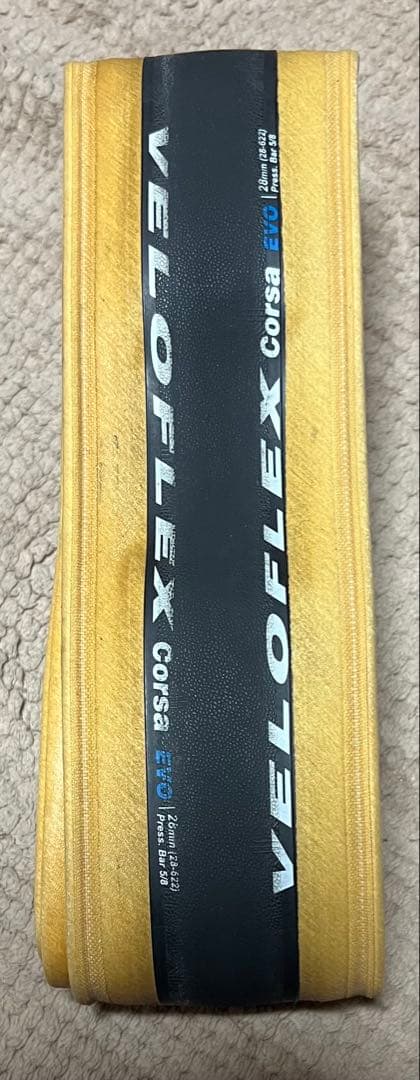 VELOFLEX Corsa EVO
28mm (28-622)
Press. Bar 5/8
VELOFLEX Corsa EVO
28mm (28-622)
Press. Bar 5/8